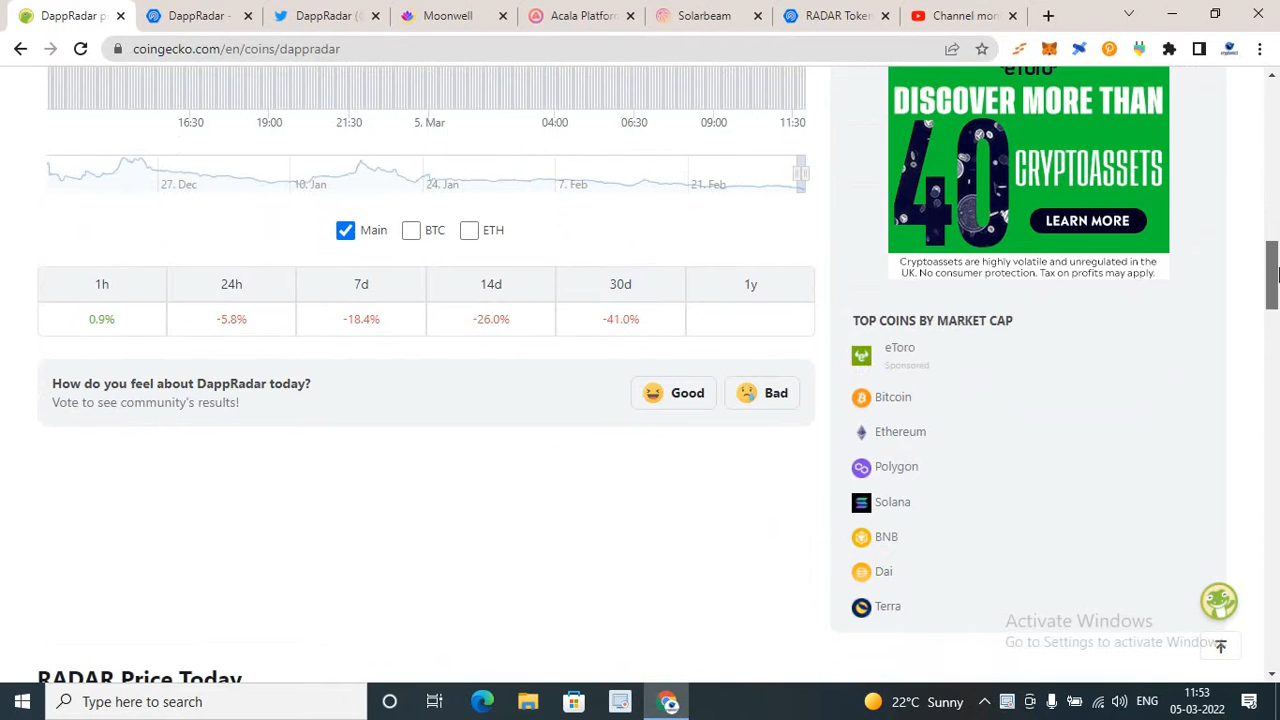 DappRadar p
DappRadar -
DappRadar (
Moonwell
Acala Platfor
Solarbeam
RADAR Token
Channel mon
coingecko.com/en/coins/dappradar
16:30 19:00 21:30 5. Mar 04:00 06:30 09:00 11:30
27. Dec 10. Jan 24. Jan 7. Feb 21. Feb
Main BTC ETH
1h 24h 7d 14d 30d 1y
0.9% -5.8% -18.4% -26.0% -41.0%
How do you feel about DappRadar today?
Vote to see community's results!
Good Bad
RADAR Price Today
eToro
DISCOVER MORE THAN
40 CRYPTOASSETS
LEARN MORE
Cryptoassets are highly volatile and unregulated in the
UK. No consumer protection. Tax on profits may apply.
TOP COINS BY MARKET CAP
eToro
Sponsored
Bitcoin
Ethereum
Polygon
Solana
BNB
Dai
Terra
Activate Windows
Go to Settings to activate Windows
Type here to search
22°C Sunny
ENG
11:53
05-03-2022